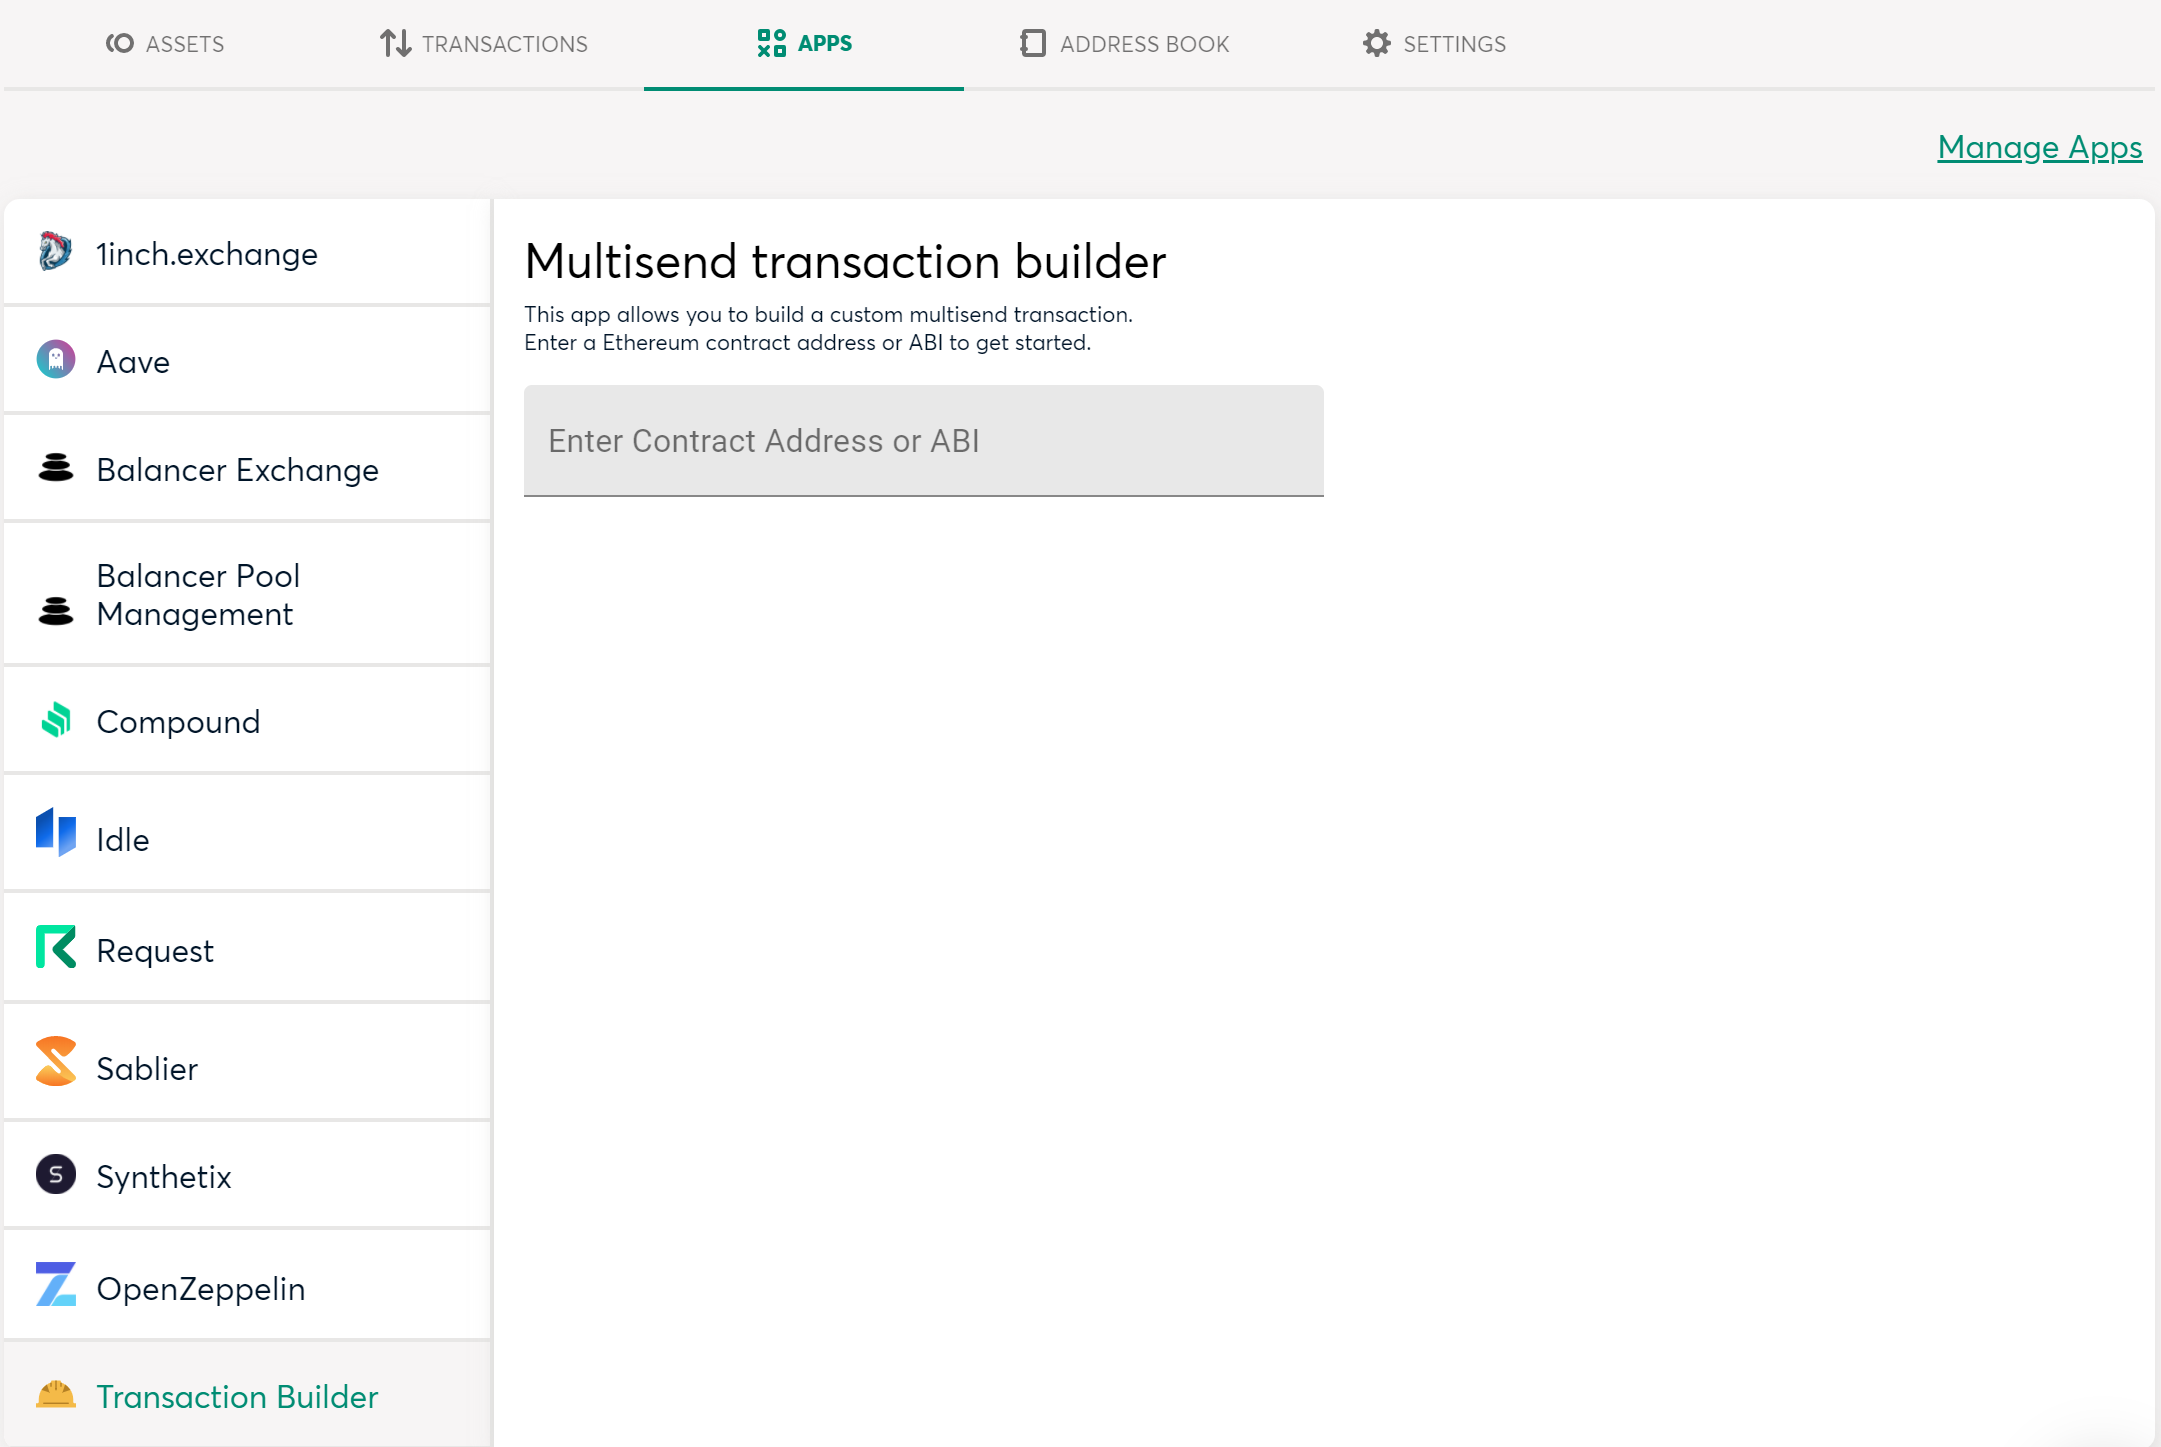 ASSETS
TRANSACTIONS
APPS
ADDRESS BOOK
SETTINGS
Manage Apps
1inch.exchange
Aave
Balancer Exchange
Balancer Pool
Management
Compound
Idle
Request
Sablier
Synthetix
OpenZeppelin
Transaction Builder
Multisend transaction builder
This app allows you to build a custom multisend transaction.
Enter a Ethereum contract address or ABI to get started.
Enter Contract Address or ABI